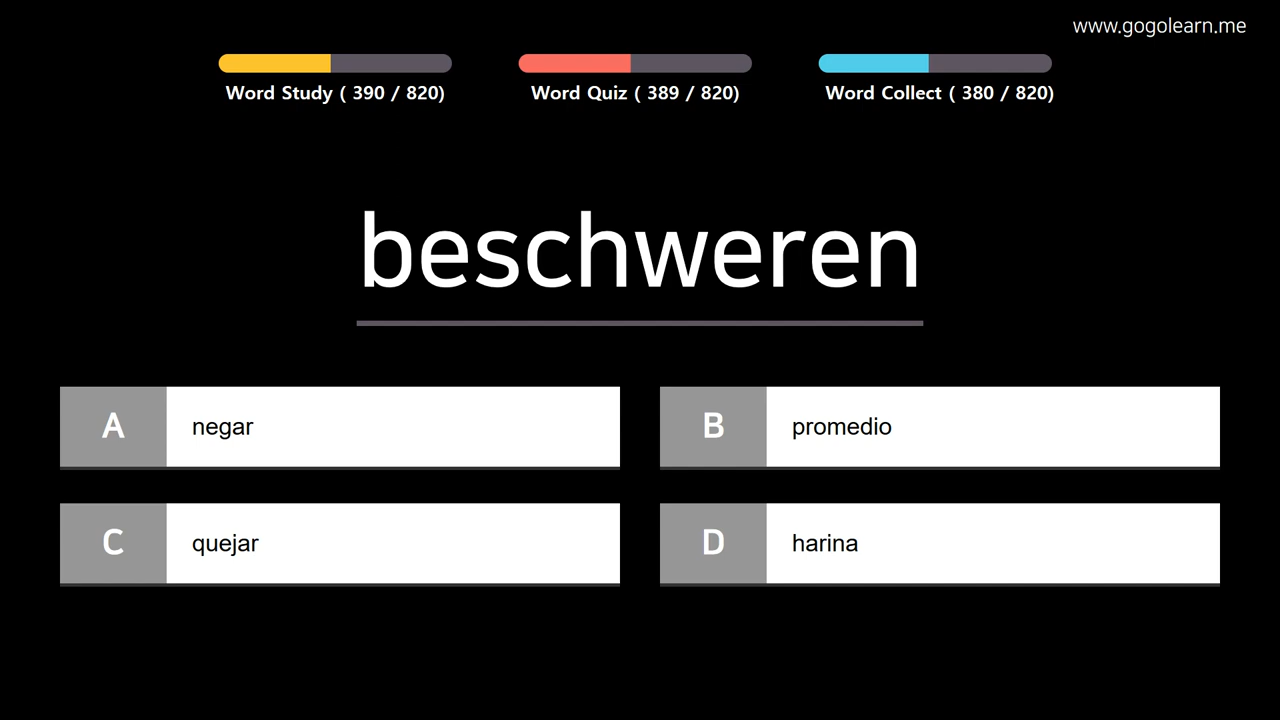 www.gogolearn.me
Word Study ( 390 / 820)
Word Quiz ( 389 / 820)
Word Collect ( 380 / 820)
beschweren
A negar
B promedio
C quejar
D harina